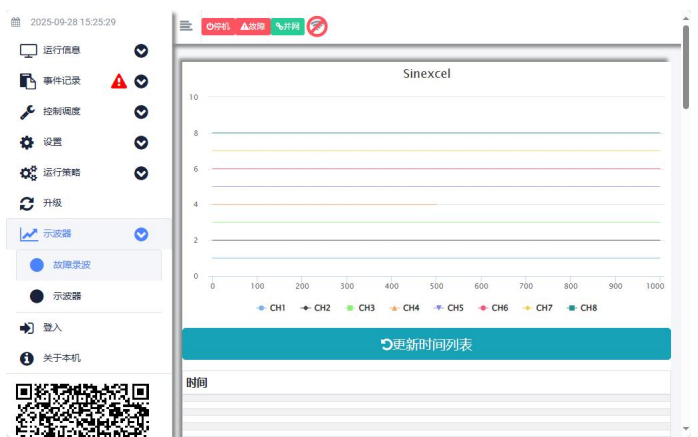 2025-09-28 15:25:29
运行信息
事件记录
控制调度
设置
运行策略
升级
示波器
故障录波
示波器
登入
关于本机
停机 故障 并网
Sinexcel
10
8
6
4
2
0
0 100 200 300 400 500 600 700 800 900 1000
CH1 CH2 CH3 CH4 CH5 CH6 CH7 CH8
更新时间列表
时间